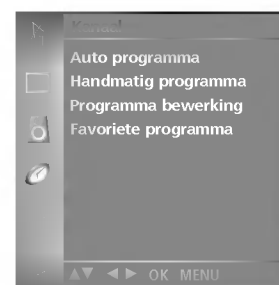 Kanaal
Auto programma
Handmatig programma
Programma bewerking
Favoriete programma
▲▼ ◄ ► OK MENU